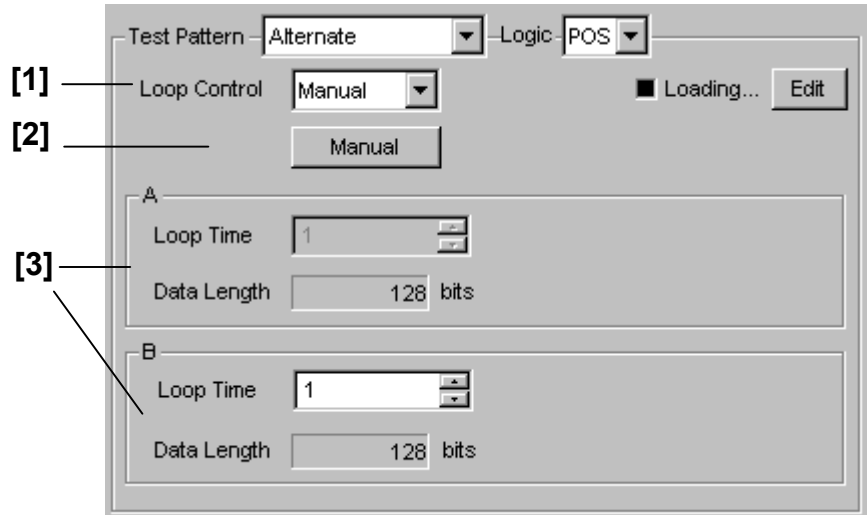 Test Pattern Alternate Logic POS
[1] Loop Control Manual Loading... Edit
[2] Manual
A
Loop Time 1
[3]
Data Length 128 bits
B
Loop Time 1
Data Length 128 bits